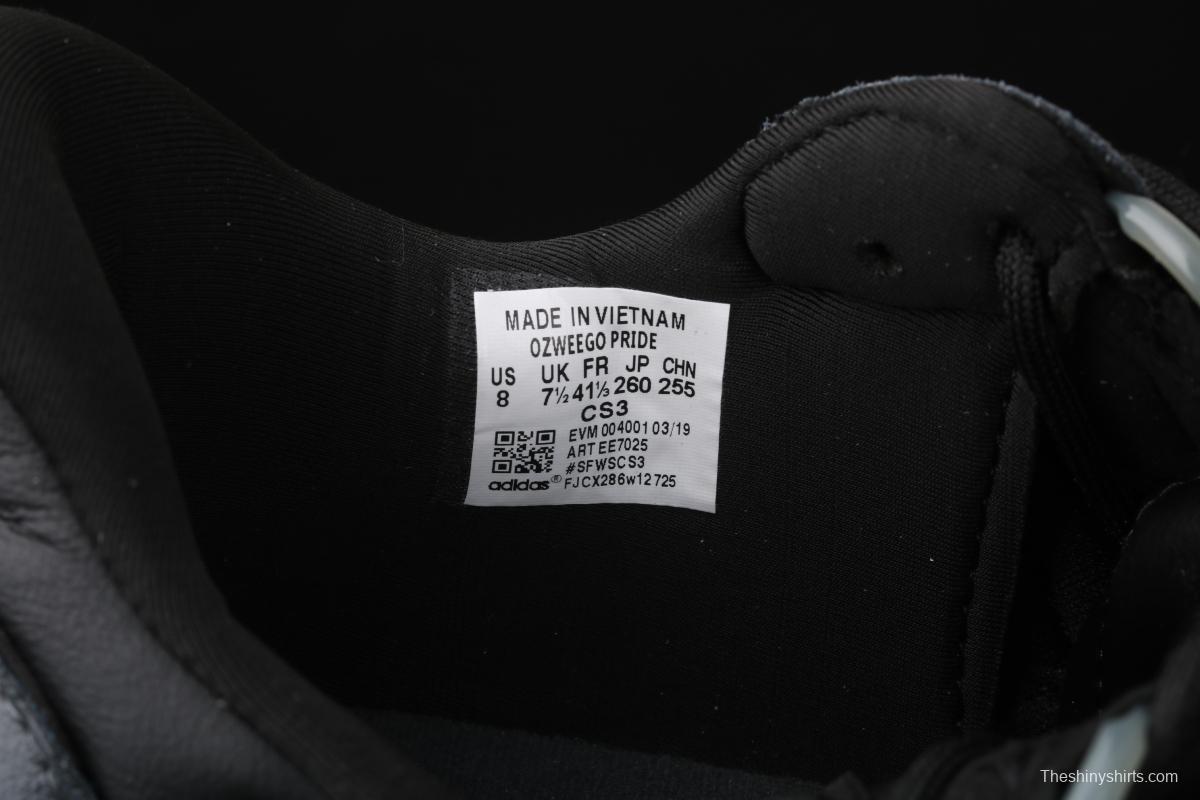 MADE IN VIETNAM
OZWEEGO PRIDE
US UK FR JP CHN
8 7½ 41⅓ 260 255
CS3
EVM 004001 03/19
ART EE7025
#SFWSCS3
adidas® FJCX286w12725
Theshinyshirts.com